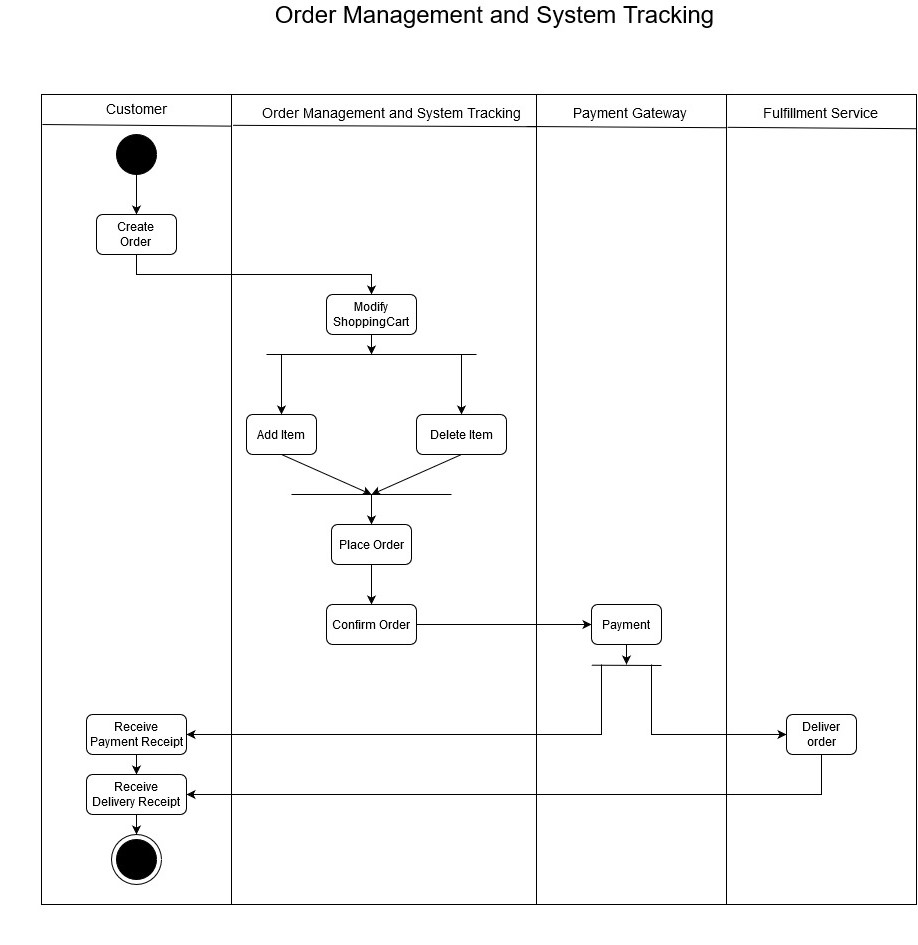 Order Management and System Tracking
Customer
Order Management and System Tracking
Payment Gateway
Fulfillment Service
Create
Order
Modify
ShoppingCart
Add Item
Delete Item
Place Order
Confirm Order
Payment
Receive
Payment Receipt
Deliver
order
Receive
Delivery Receipt